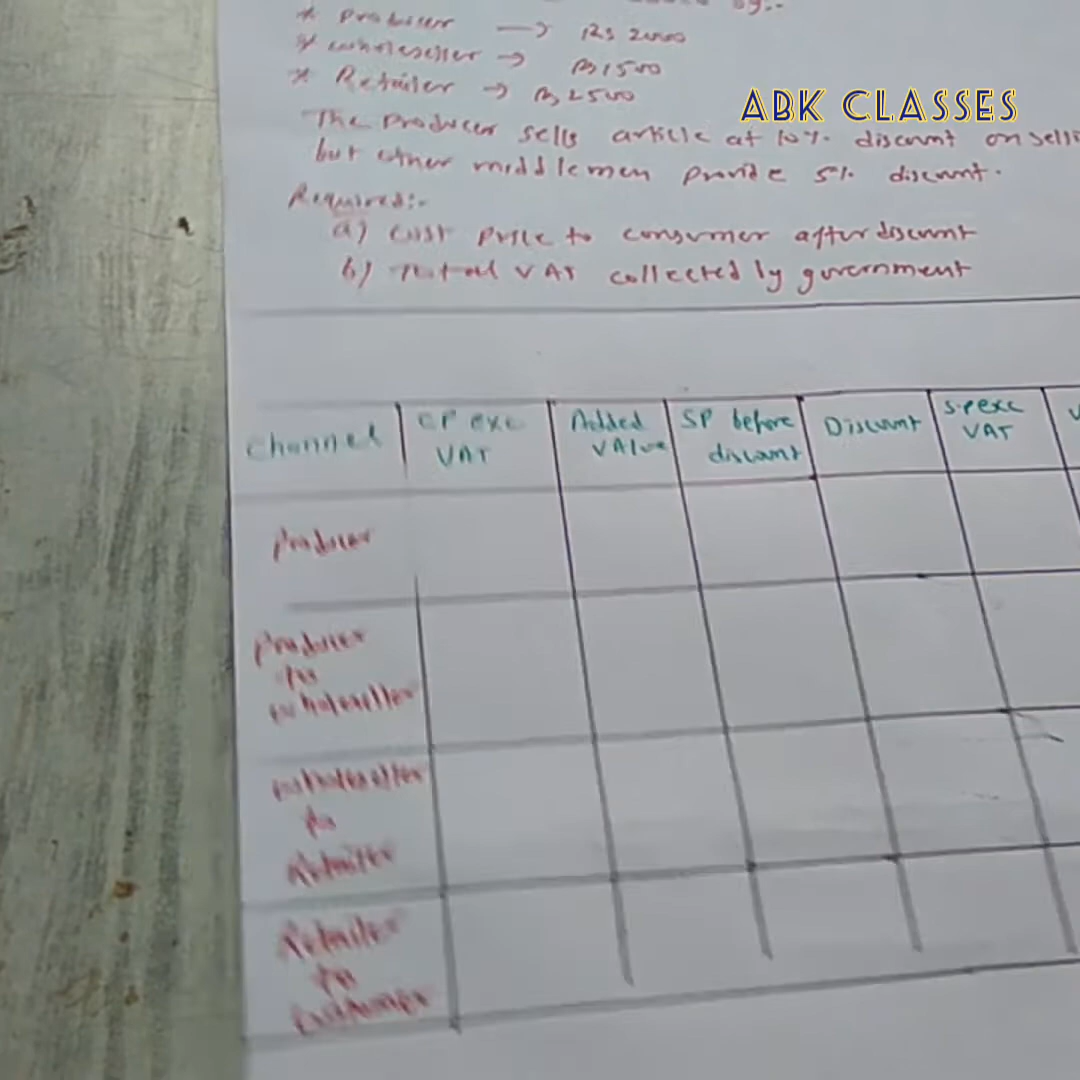 * Producer → Rs 2000
* wholeseller → Rs 1500
* Retailer → Rs 2500
ABK CLASSES
The Producer sells article at 10% discount on selli
but other middlemen provide 5% discount.
Required:-
a) cost price to consumer after discount
b) Total VAT collected by government
Channel
CP exc VAT
Added VAlue
SP before discount
Discount
S.P exc VAT
V
Producer
Producer
to
wholeseller
wholeseller
to
Retailer
Retailer
to